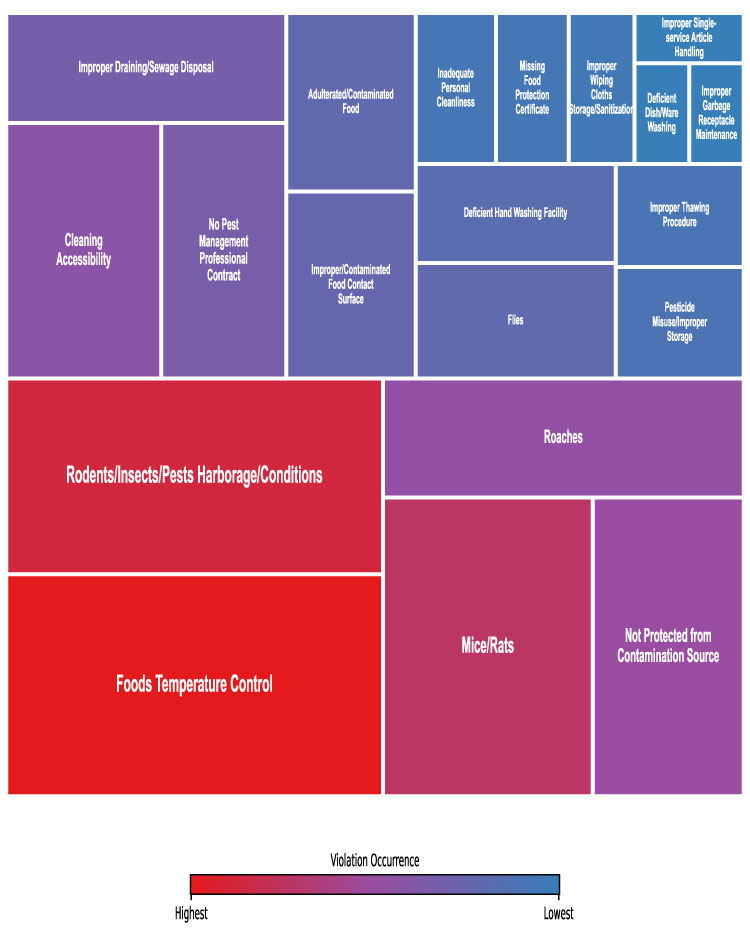 Improper Draining/Sewage Disposal
Adulterated/Contaminated
Food
Inadequate
Personal
Cleanliness
Missing
Food
Protection
Certificate
Improper
Wiping
Cloths
Storage/Sanitization
Improper Single-
service Article
Handling
Deficient
Dish/Ware
Washing
Improper
Garbage
Receptacle
Maintenance
Cleaning
Accessibility
No Pest
Management
Professional
Contract
Improper/Contaminated
Food Contact
Surface
Deficient Hand Washing Facility
Improper Thawing
Procedure
Flies
Pesticide
Misuse/Improper
Storage
Rodents/Insects/Pests Harborage/Conditions
Roaches
Foods Temperature Control
Mice/Rats
Not Protected from
Contamination Source
Violation Occurrence
Highest
Lowest